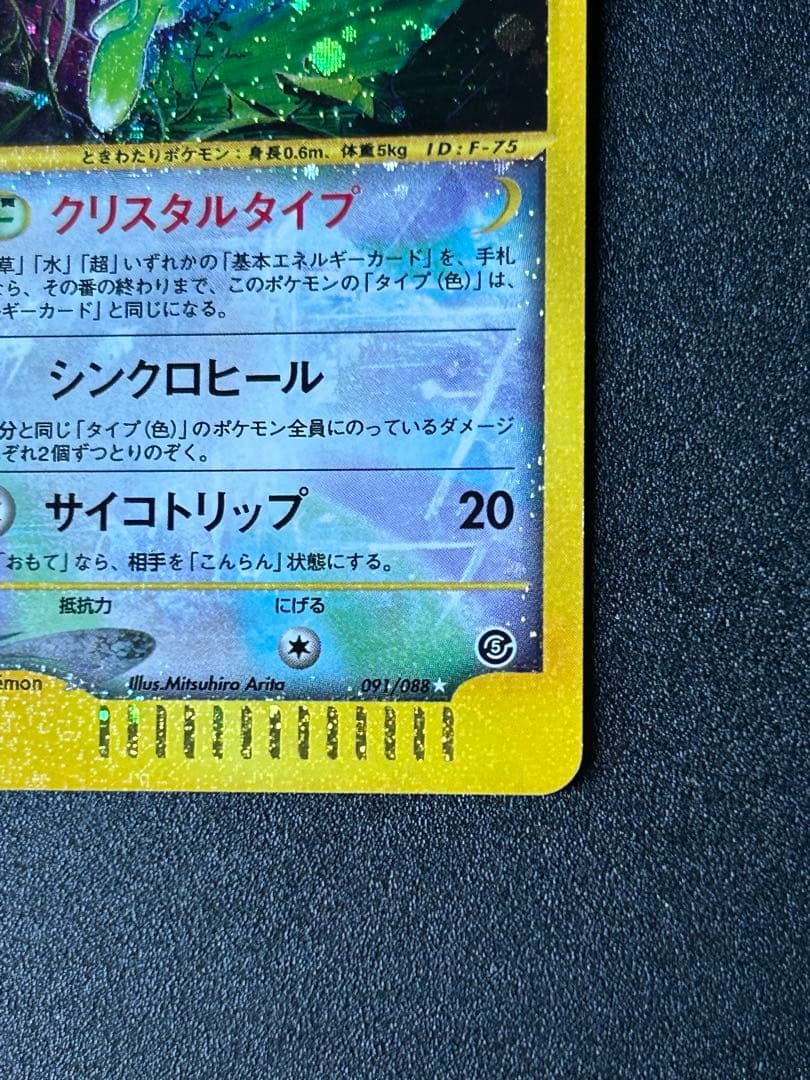 ときわたりポケモン：身長0.6m、体重5kg ID:F-75
クリスタルタイプ
草」「水」「超」いずれかの「基本エネルギーカード」を、手札
なら、その番の終わりまで、このポケモンの「タイプ（色）」は、
ギーカード」と同じになる。
シンクロヒール
分と同じ「タイプ（色）」のポケモン全員にのっているダメージ
ぞれ2個ずつとりのぞく。
サイコトリップ 20
「おもて」なら、相手を「こんらん」状態にする。
抵抗力 にげる
5
émon Illus.Mitsuhiro Arita 091/088★